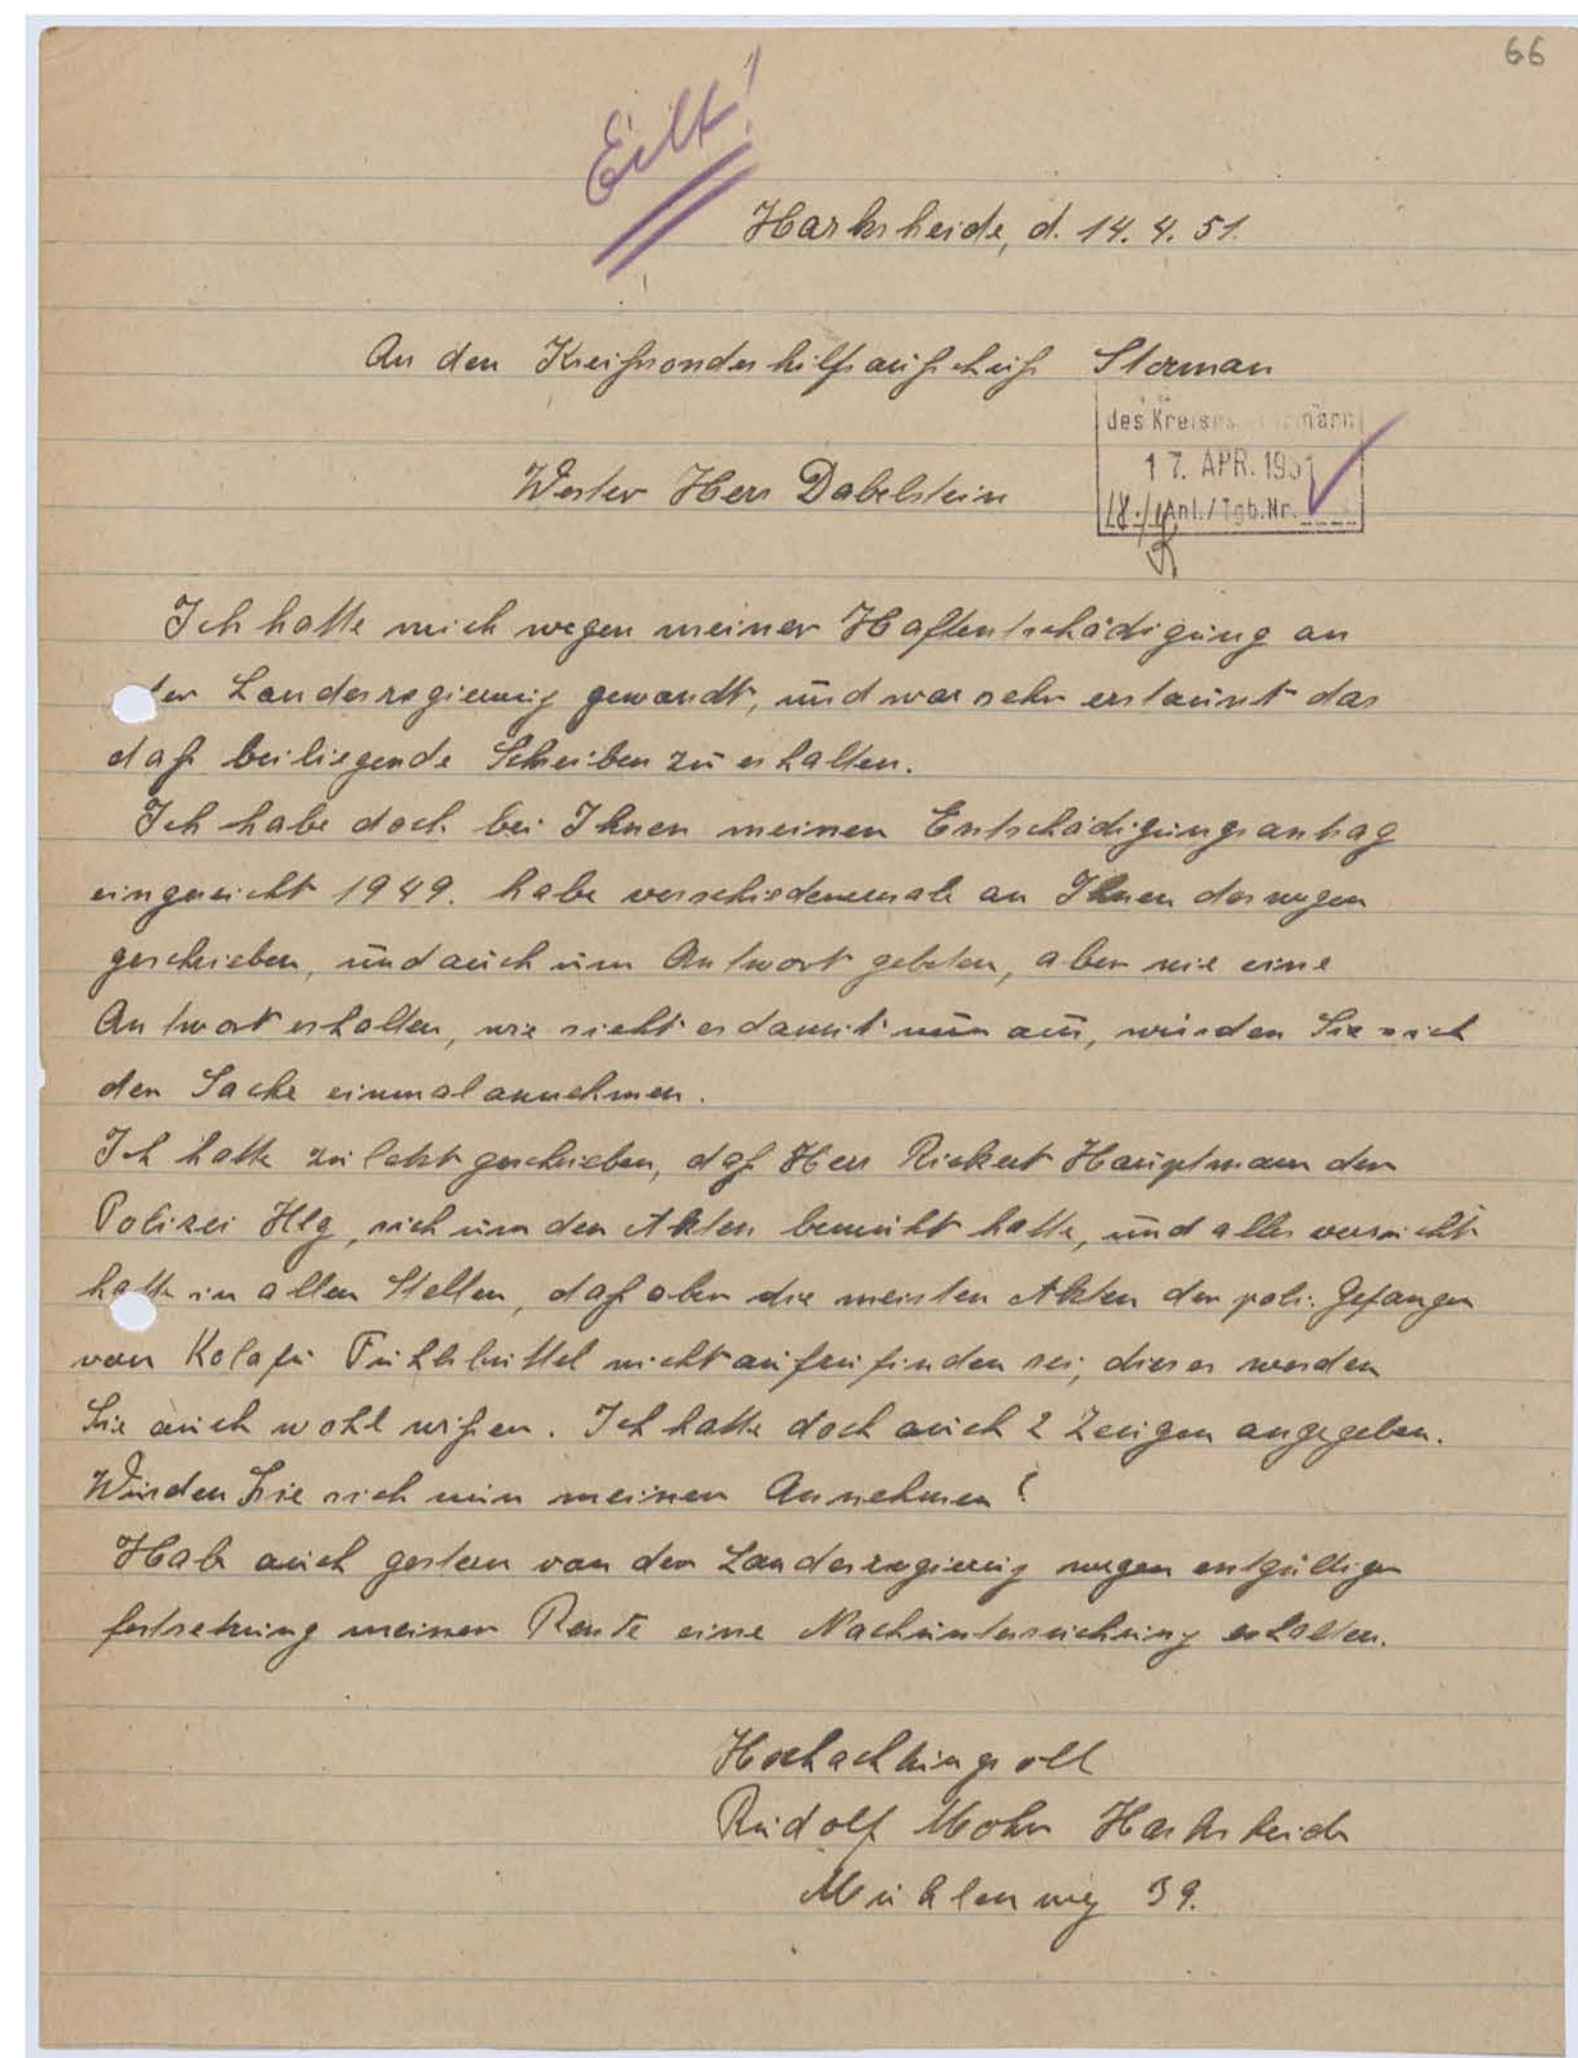 66
Eilt!
Harksheide, d. 14. 4. 51.
An den Kreißsonderhilfsaußschuß Storman
des Kreises
17. APR. 1951
Anl./Tgb.Nr.
Werter Herr Dabelstein
Ich hatte mich wegen meiner Haftentschädigung an
der Landesregierung gewandt, und war sehr erstaunt das
daß beiliegende Schreiben zu erhalten.
Ich habe doch bei Ihnen meinen Entschädigungsantrag
eingereicht 1949. habe verschiedenemale an Ihnen deswegen
geschrieben, und auch um Antwort gebeten, aber nie eine
Antwort erhalten, wie sieht es damit nun aus, würden Sie sich
der Sache einmal annehmen.
Ich hatte zuletzt geschrieben, daß Herr Riekert Hauptmann der
Polizei Hbg, sich um den Akten bemüht hatte, und alles versucht
hatte in allen Stellen, daß aber die meisten Akten der poli. Gefangen
von Kolafu Fuhlsbüttel nicht aufzufinden sei, dieses werden
Sie auch wohl wißen. Ich hatte doch auch 2 Zeugen angegeben.
Würden Sie sich nun meinen Annehmen?
Habe auch gestern von der Landesregierung wegen entgültigen
festsetzung meiner Rente eine Nachuntersuchung erhalten.
Hochachtungsvoll
Rudolf Mohr Harksheide
Mühlenweg 39.